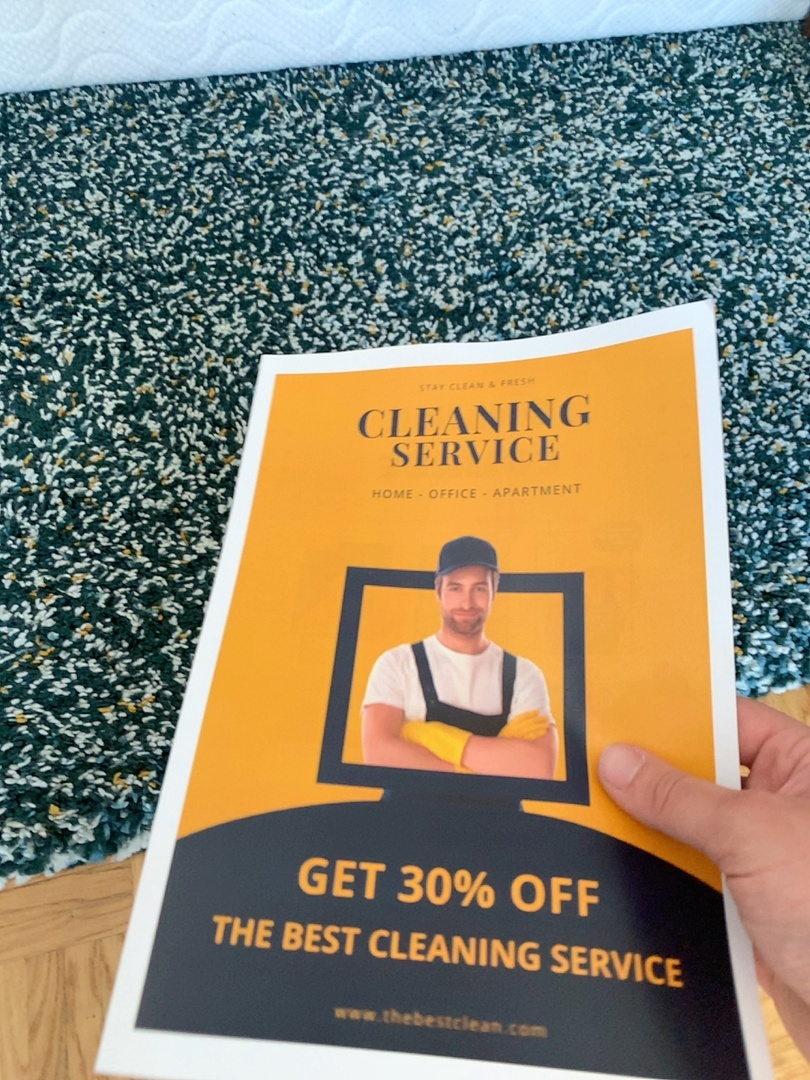 STAY CLEAN & FRESH
CLEANING
SERVICE
HOME - OFFICE - APARTMENT
GET 30% OFF
THE BEST CLEANING SERVICE
www.thebestclean.com